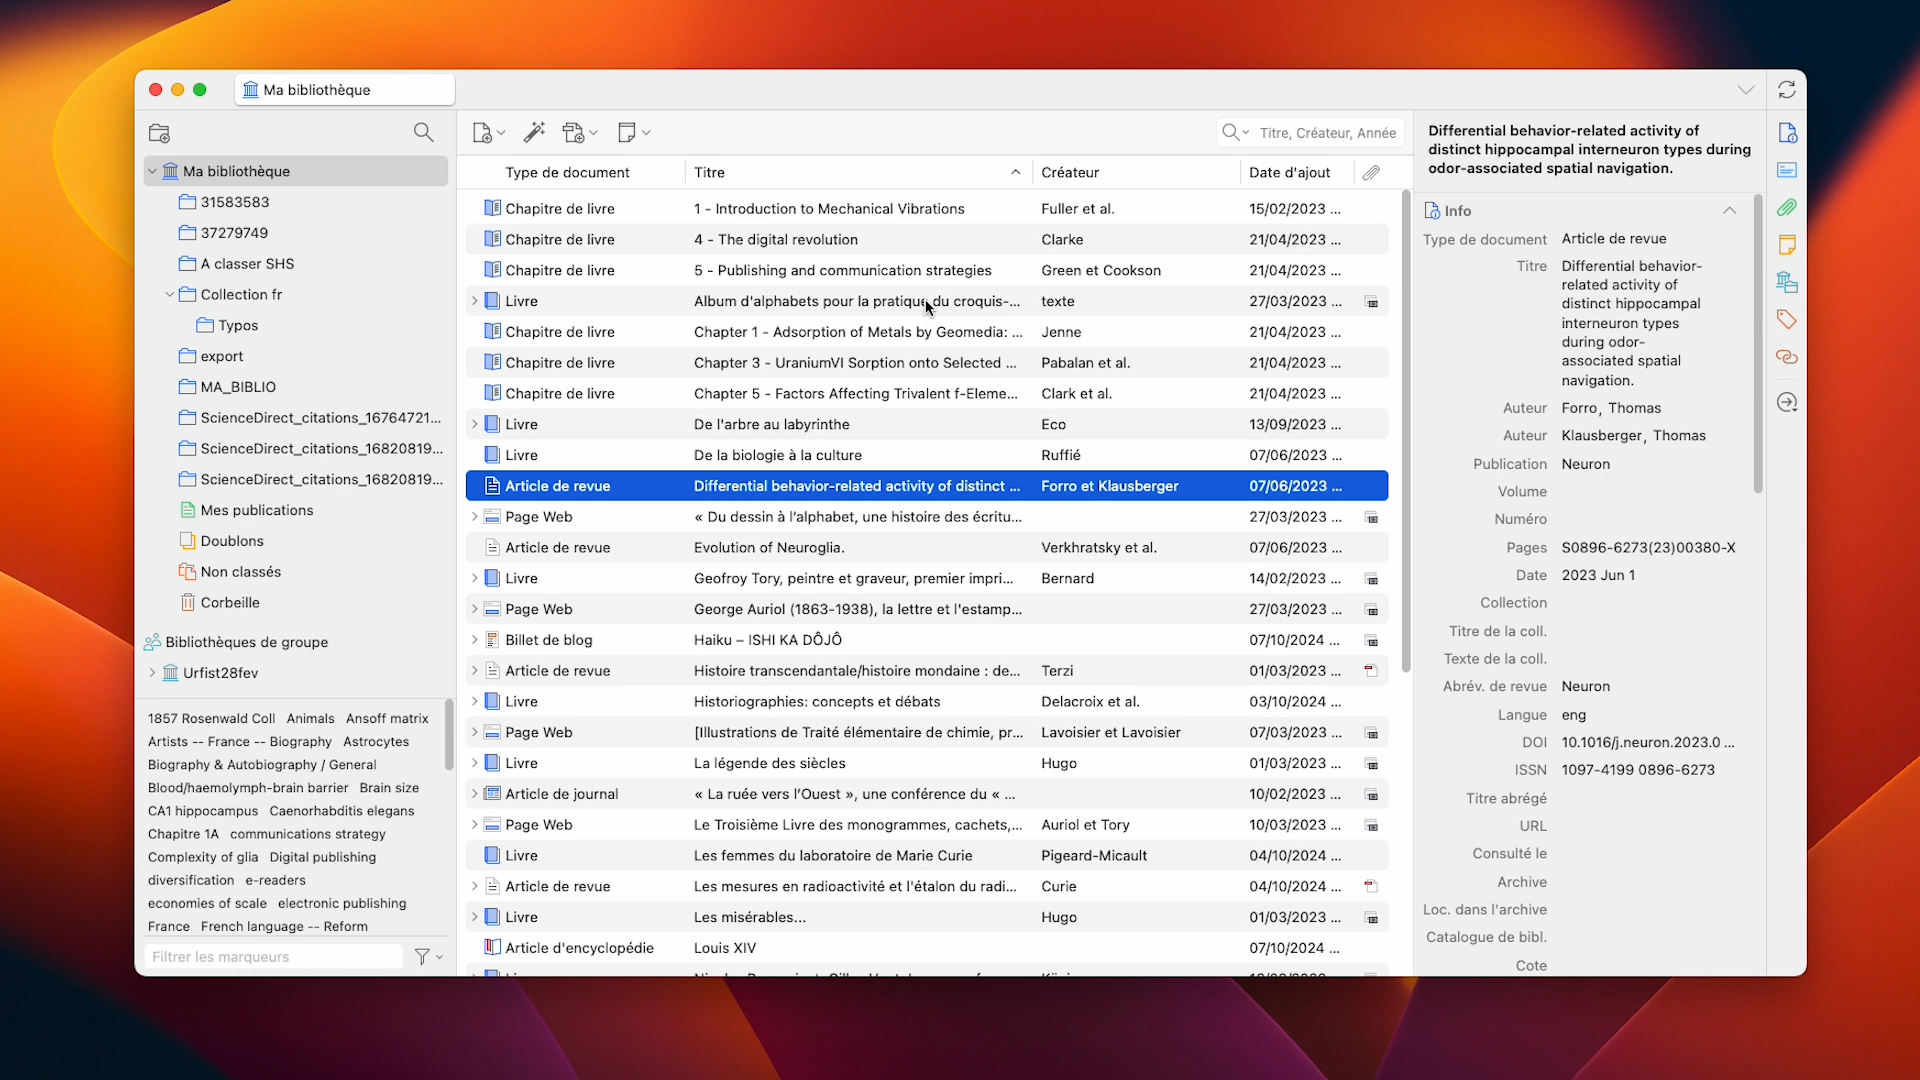 Ma bibliothèque
Ma bibliothèque
31583583
37279749
A classer SHS
Collection fr
Typos
export
MA_BIBLIO
ScienceDirect_citations_16764721...
ScienceDirect_citations_16820819...
ScienceDirect_citations_16820819...
Mes publications
Doublons
Non classés
Corbeille
Bibliothèques de groupe
Urfist28fev
1857 Rosenwald Coll Animals Ansoff matrix
Artists -- France -- Biography Astrocytes
Biography & Autobiography / General
Blood/haemolymph-brain barrier Brain size
CA1 hippocampus Caenorhabditis elegans
Chapitre 1A communications strategy
Complexity of glia Digital publishing
diversification e-readers
economies of scale electronic publishing
France French language -- Reform
Filtrer les marqueurs
Titre, Créateur, Année
Type de document Titre Créateur Date d'ajout
Chapitre de livre 1 - Introduction to Mechanical Vibrations Fuller et al. 15/02/2023 ...
Chapitre de livre 4 - The digital revolution Clarke 21/04/2023 ...
Chapitre de livre 5 - Publishing and communication strategies Green et Cookson 21/04/2023 ...
Livre Album d'alphabets pour la pratique du croquis-... texte 27/03/2023 ...
Chapitre de livre Chapter 1 - Adsorption of Metals by Geomedia: ... Jenne 21/04/2023 ...
Chapitre de livre Chapter 3 - UraniumVI Sorption onto Selected ... Pabalan et al. 21/04/2023 ...
Chapitre de livre Chapter 5 - Factors Affecting Trivalent f-Eleme... Clark et al. 21/04/2023 ...
Livre De l'arbre au labyrinthe Eco 13/09/2023 ...
Livre De la biologie à la culture Ruffié 07/06/2023 ...
Article de revue Differential behavior-related activity of distinct ... Forro et Klausberger 07/06/2023 ...
Page Web « Du dessin à l'alphabet, une histoire des écritu... 27/03/2023 ...
Article de revue Evolution of Neuroglia. Verkhratsky et al. 07/06/2023 ...
Livre Geofroy Tory, peintre et graveur, premier impri... Bernard 14/02/2023 ...
Page Web George Auriol (1863-1938), la lettre et l'estamp... 27/03/2023 ...
Billet de blog Haiku – ISHI KA DÔJÔ 07/10/2024 ...
Article de revue Histoire transcendantale/histoire mondaine : de... Terzi 01/03/2023 ...
Livre Historiographies: concepts et débats Delacroix et al. 03/10/2024 ...
Page Web [Illustrations de Traité élémentaire de chimie, pr... Lavoisier et Lavoisier 07/03/2023 ...
Livre La légende des siècles Hugo 01/03/2023 ...
Article de journal « La ruée vers l'Ouest », une conférence du « ... 10/02/2023 ...
Page Web Le Troisième Livre des monogrammes, cachets,... Auriol et Tory 10/03/2023 ...
Livre Les femmes du laboratoire de Marie Curie Pigeard-Micault 04/10/2024 ...
Article de revue Les mesures en radioactivité et l'étalon du radi... Curie 04/10/2024 ...
Livre Les misérables... Hugo 01/03/2023 ...
Article d'encyclopédie Louis XIV 07/10/2024 ...
Differential behavior-related activity of
distinct hippocampal interneuron types during
odor-associated spatial navigation.
Info
Type de document Article de revue
Titre Differential behavior-
related activity of
distinct hippocampal
interneuron types
during odor-
associated spatial
navigation.
Auteur Forro, Thomas
Auteur Klausberger, Thomas
Publication Neuron
Volume
Numéro
Pages S0896-6273(23)00380-X
Date 2023 Jun 1
Collection
Titre de la coll.
Texte de la coll.
Abrév. de revue Neuron
Langue eng
DOI 10.1016/j.neuron.2023.0 ...
ISSN 1097-4199 0896-6273
Titre abrégé
URL
Consulté le
Archive
Loc. dans l'archive
Catalogue de bibl.
Cote